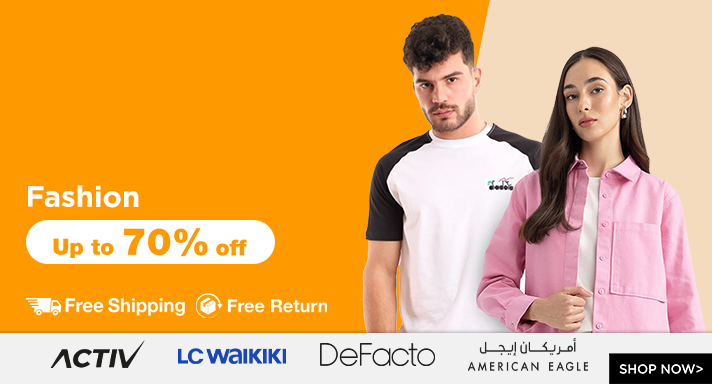 Fashion
Up to 70% off
Free Shipping
Free Return
diadora
ACTIV
LC WAIKIKI
DeFacto
أمريكان إيجل
AMERICAN EAGLE
SHOP NOW>